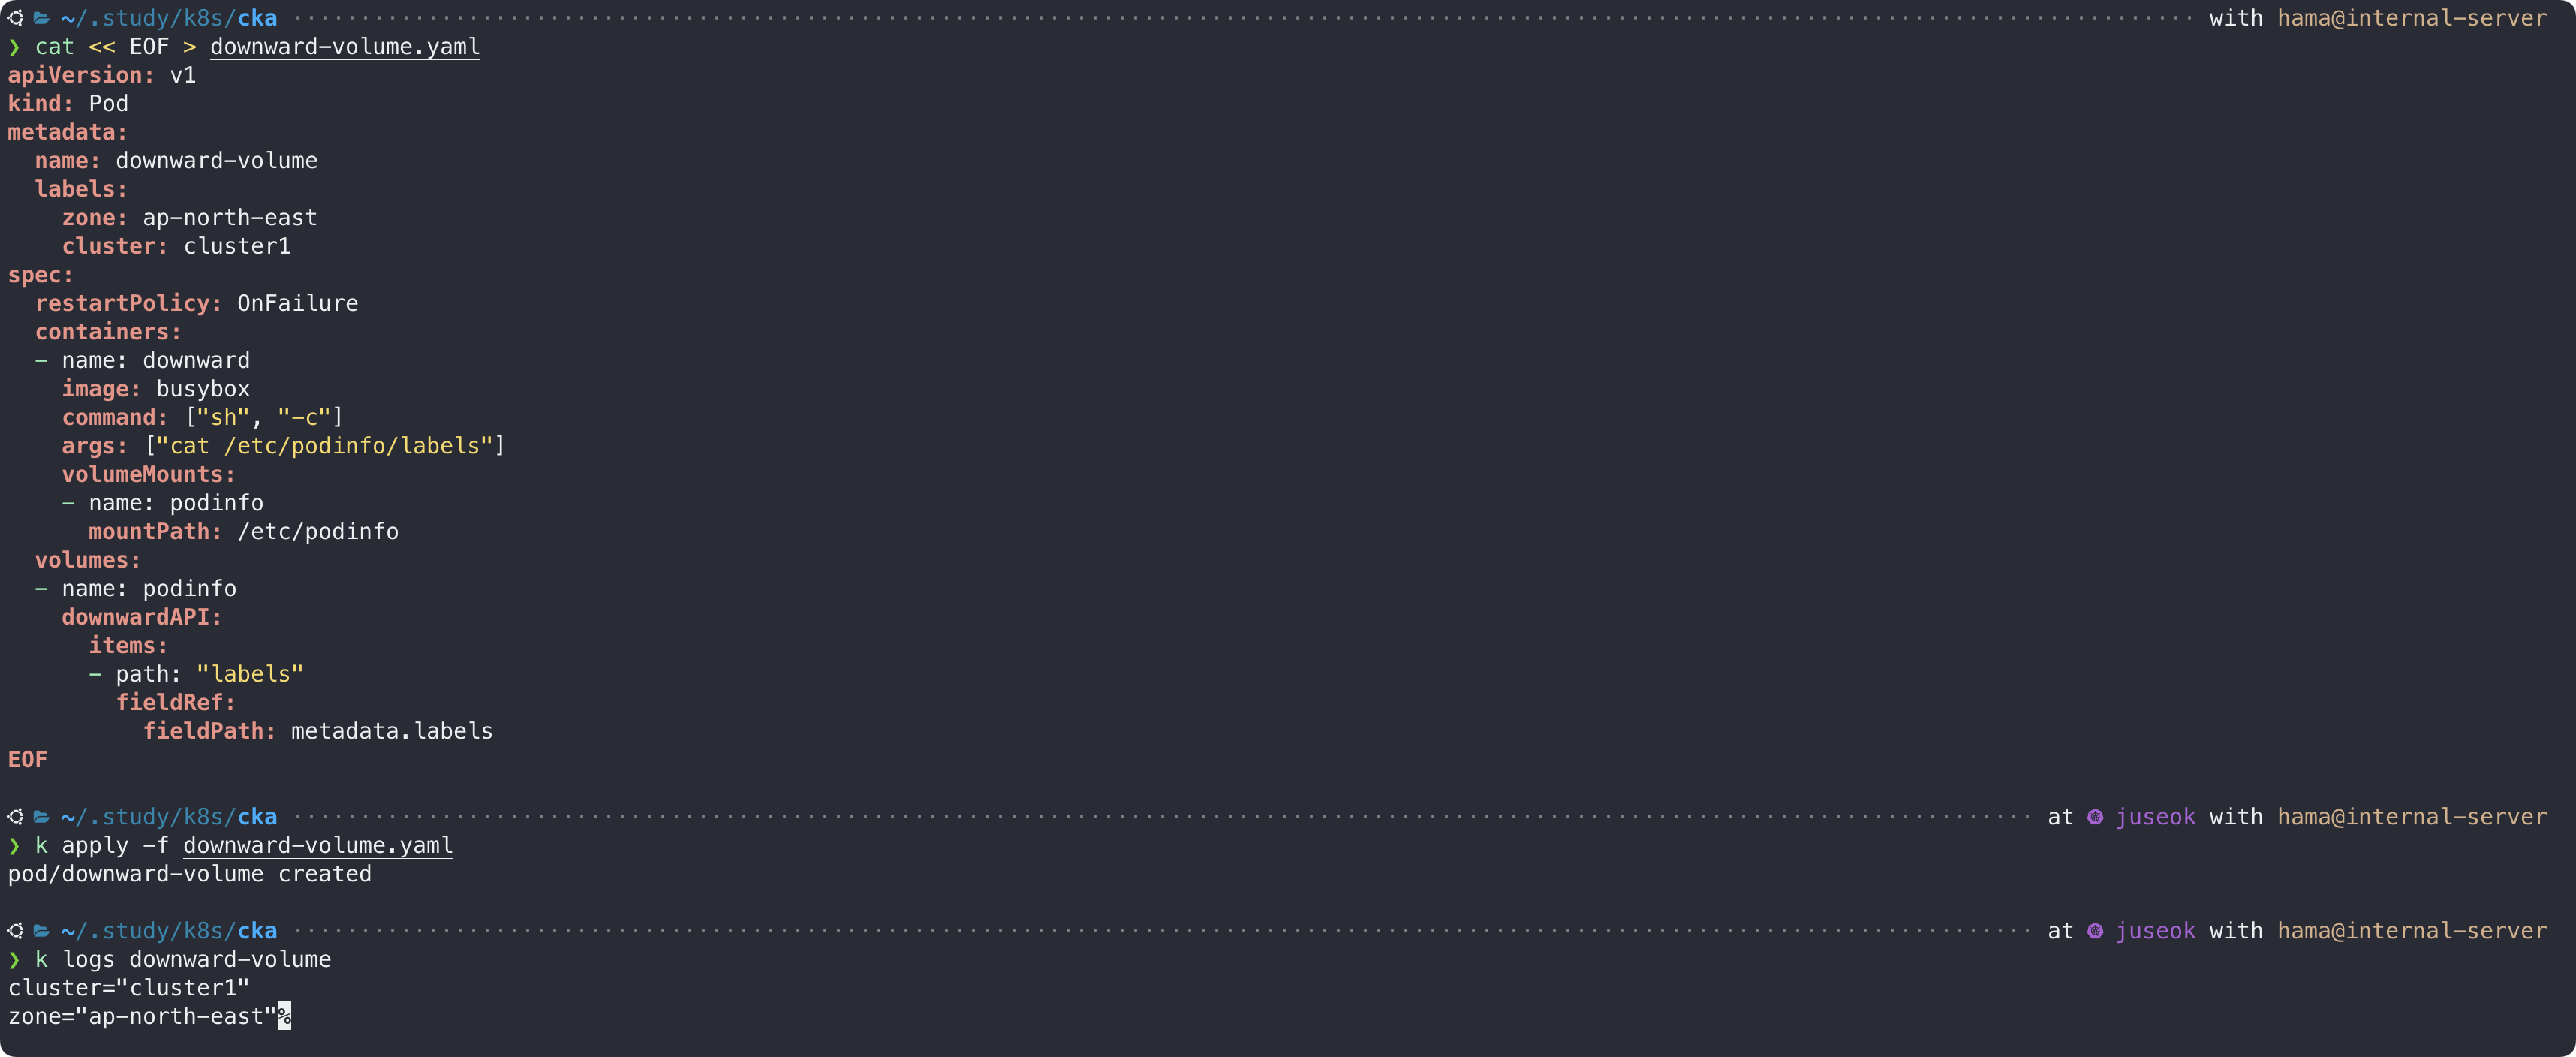 ~/.study/k8s/cka with hama@internal-server
❯ cat << EOF > downward-volume.yaml
apiVersion: v1
kind: Pod
metadata:
  name: downward-volume
  labels:
    zone: ap-north-east
    cluster: cluster1
spec:
  restartPolicy: OnFailure
  containers:
  - name: downward
    image: busybox
    command: ["sh", "-c"]
    args: ["cat /etc/podinfo/labels"]
    volumeMounts:
    - name: podinfo
      mountPath: /etc/podinfo
  volumes:
  - name: podinfo
    downwardAPI:
      items:
      - path: "labels"
        fieldRef:
          fieldPath: metadata.labels
EOF
~/.study/k8s/cka at juseok with hama@internal-server
❯ k apply -f downward-volume.yaml
pod/downward-volume created
~/.study/k8s/cka at juseok with hama@internal-server
❯ k logs downward-volume
cluster="cluster1"
zone="ap-north-east"%